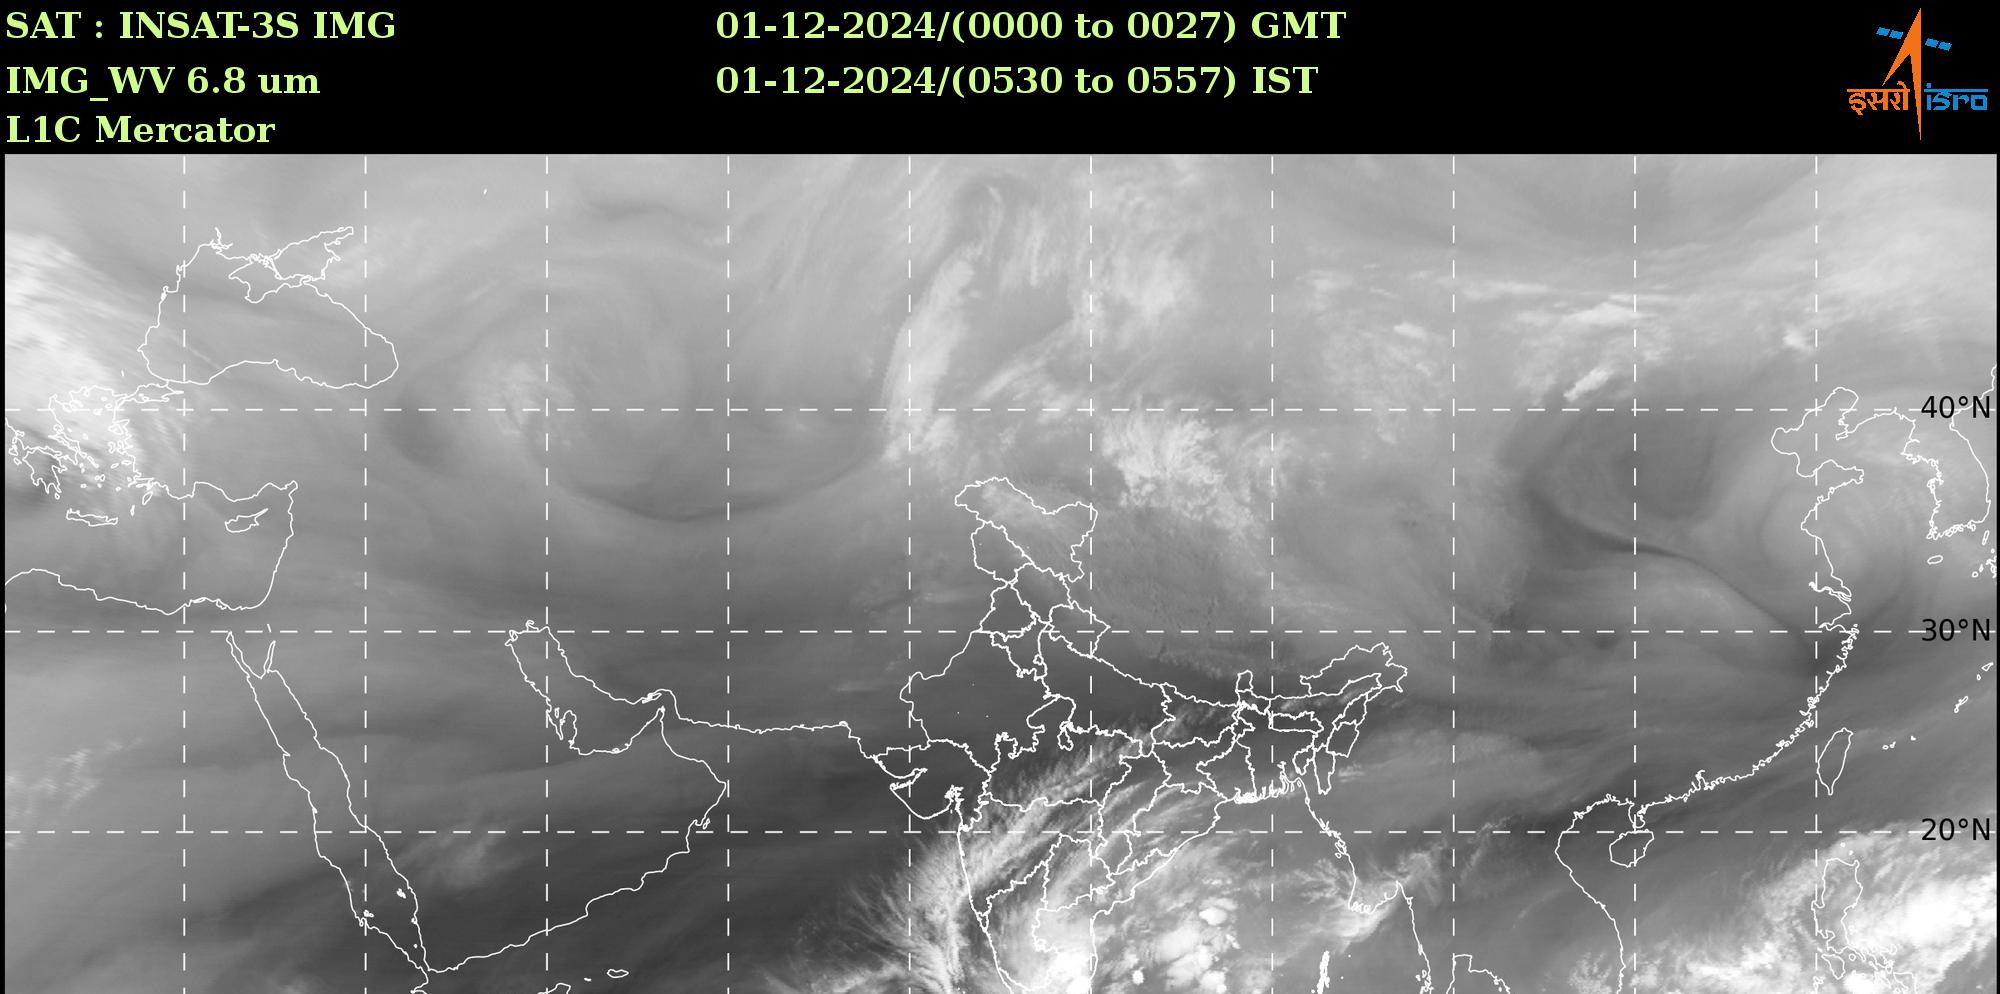 SAT : INSAT-3S IMG
01-12-2024/(0000 to 0027) GMT
IMG_WV 6.8 um
01-12-2024/(0530 to 0557) IST
L1C Mercator
इसरो isro
40°N
30°N
20°N